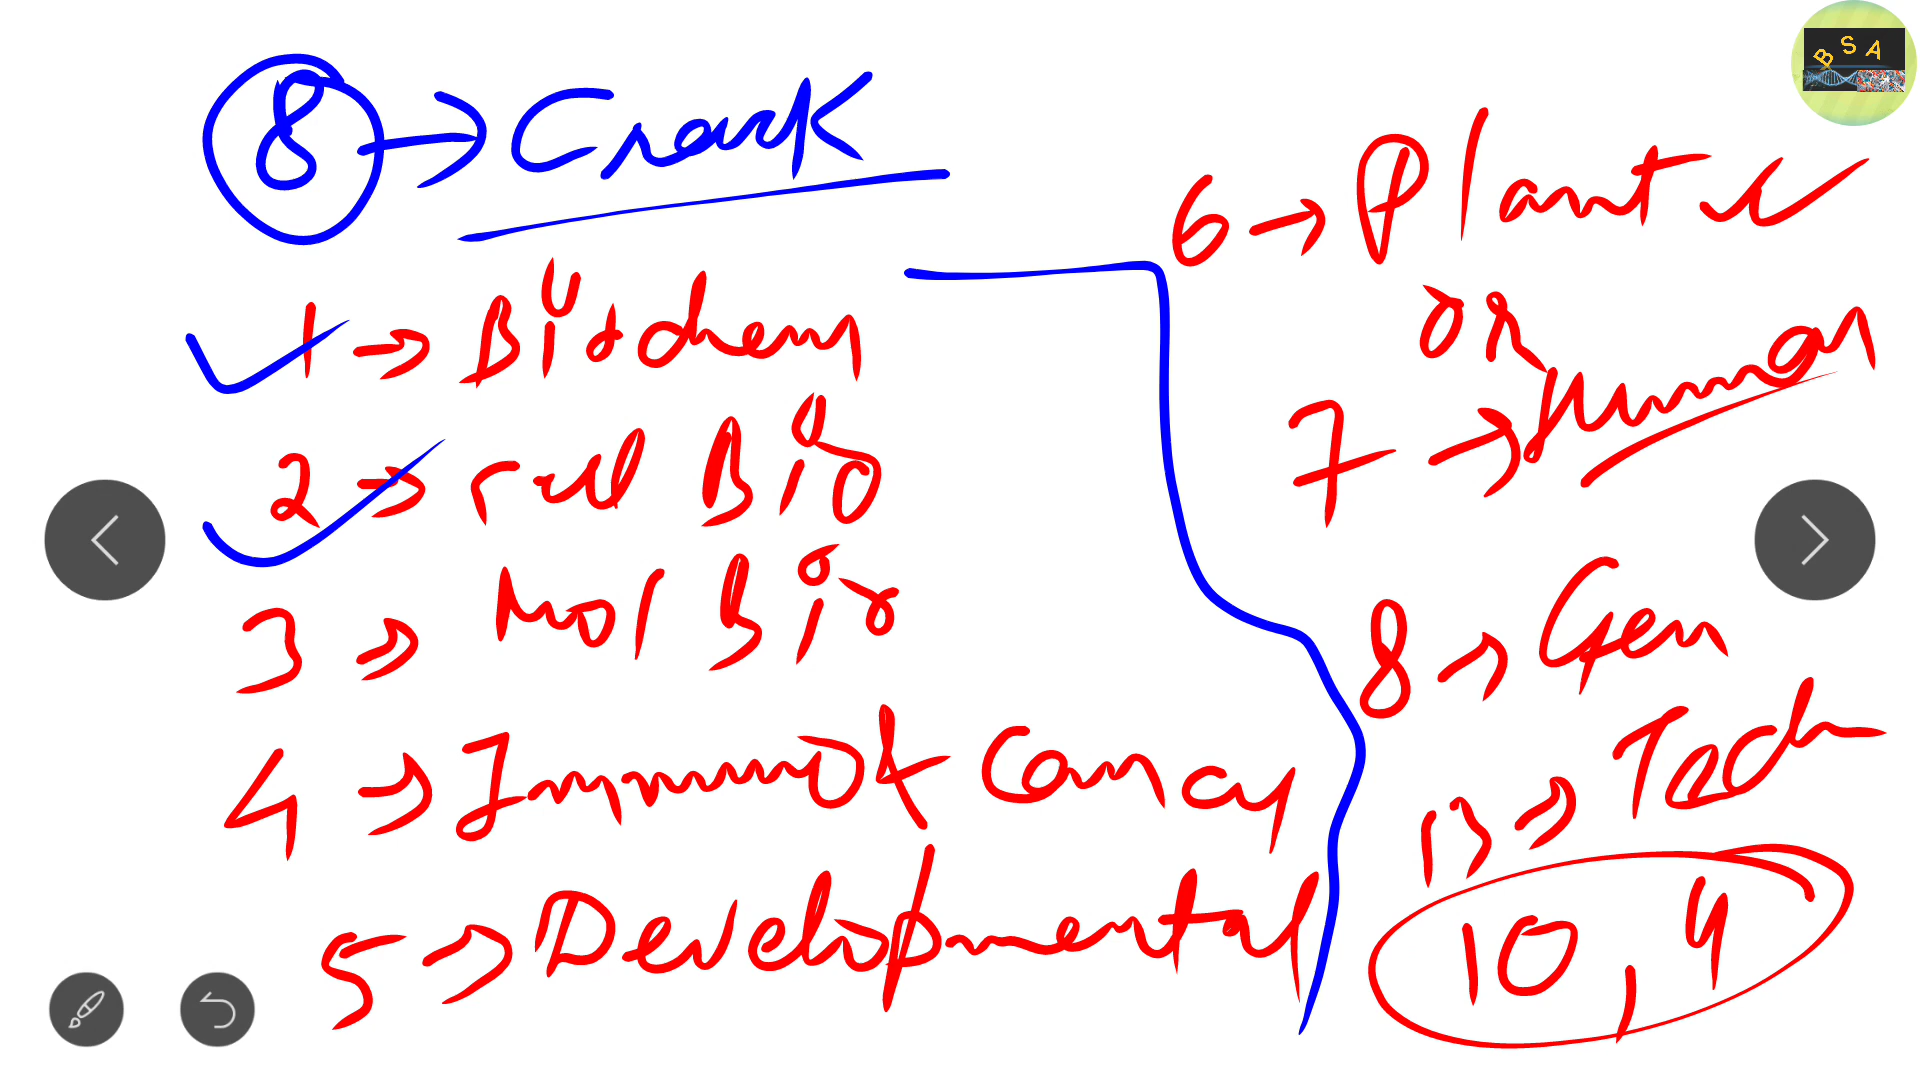 8 → Crack
1 → Biochem
2 → Cell Bio
3 → Mol Bio
4 → Immuno & Cancer
5 → Developmental
6 → Plant
or
7 → Human
8 → Gen
13 → Tech
10, 4
BSA